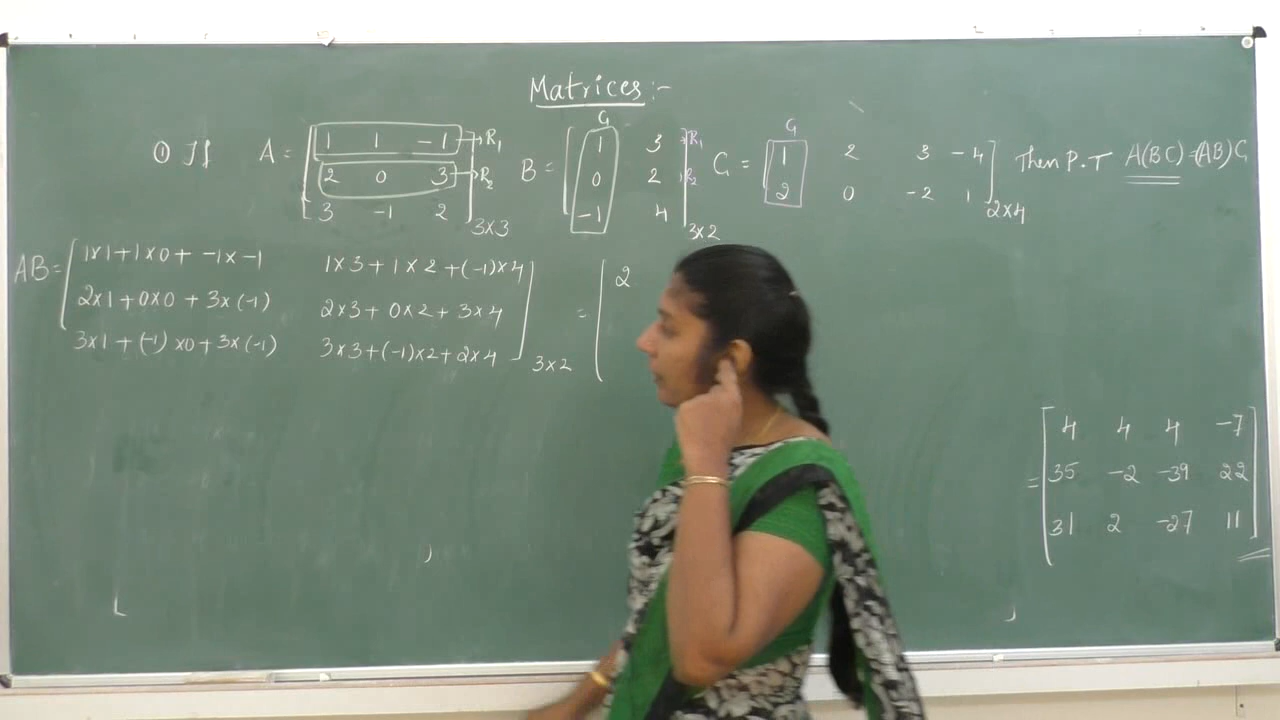 Matrices:-
① If A = [ 1 1 -1 → R1 B = [ 1 3 R1 C = [ 1 2 3 -4 ] Then P.T A(BC)=(AB)C
2 0 3 → R2 0 2 R2 2 0 -2 1 ] 2x4
3 -1 2 ] 3x3 -1 4 ] 3x2
C1 C1
AB = [ 1x1+1x0+ -1x-1 1x3+1x2+(-1)x4 = [ 2
2x1+0x0+3x(-1) 2x3+0x2+3x4
3x1+(-1)x0+3x(-1) 3x3+(-1)x2+2x4 ] 3x2
= [ 4 4 4 -7
35 -2 -39 22
31 2 -27 11 ]